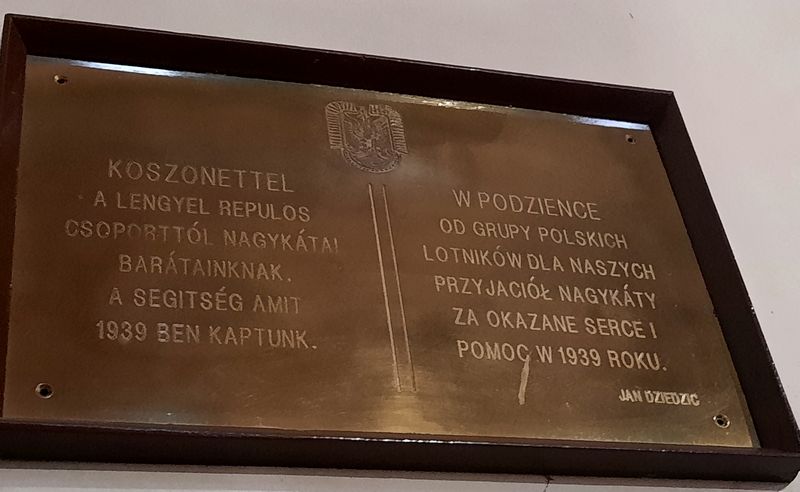 KOSZONETTEL
A LENGYEL REPULOS
CSOPORTTÓL NAGYKÁTAI
BARÁTAINKNAK.
A SEGITSÉG AMIT
1939 BEN KAPTUNK.
W PODZIENCE
OD GRUPY POLSKICH
LOTNIKÓW DLA NASZYCH
PRZYJACIÓŁ NAGYKÁTY
ZA OKAZANE SERCE I
POMOC W 1939 ROKU.
JAN DZIEDZIC